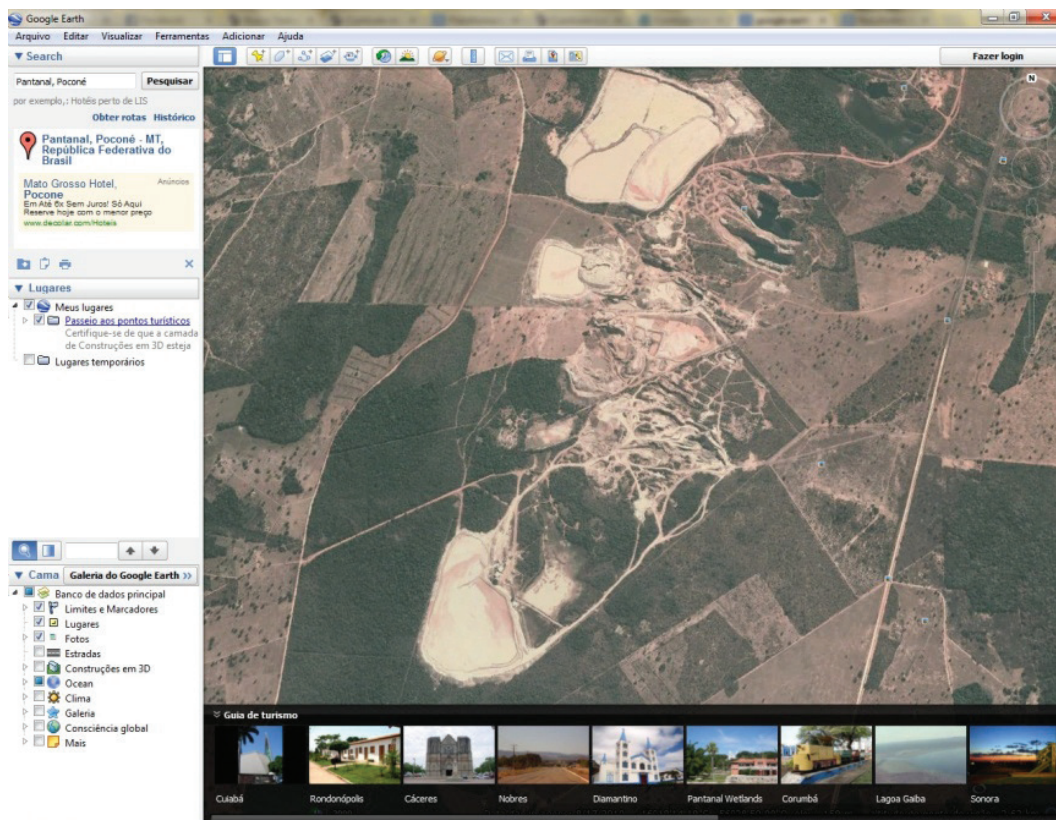 Google Earth
Arquivo Editar Visualizar Ferramentas Adicionar Ajuda
Search
Pantanal, Poconé
Pesquisar
por exemplo,: Hotéis perto de LIS
Obter rotas Histórico
Pantanal, Poconé - MT,
República Federativa do
Brasil
Mato Grosso Hotel,
Anúncios
Pocone
Em Até 6x Sem Juros! Só Aqui
Reserve hoje com o menor preço
www.decolar.com/Hoteis
Lugares
Meus lugares
Passeio aos pontos turísticos
Certifique-se de que a camada
de Construções em 3D esteja
Lugares temporários
Cama
Galeria do Google Earth >>
Banco de dados principal
Limites e Marcadores
Lugares
Fotos
Estradas
Construções em 3D
Ocean
Clima
Galeria
Consciência global
Mais
Fazer login
N
Guia de turismo
Cuiabá Rondonópolis Cáceres Nobres Diamantino Pantanal Wetlands Corumbá Lagoa Gaiba Sonora